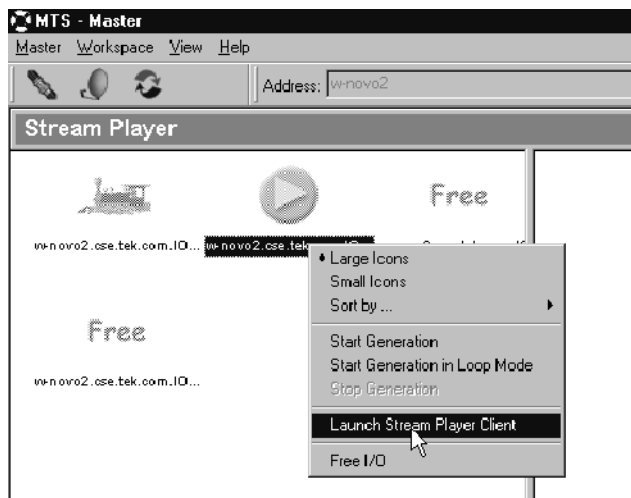 MTS - Master
Master Workspace View Help
Address: w-novo2
Stream Player
Free
w-novo2.cse.tek.com.IO... w-novo2.cse.tek.
Large Icons
Small Icons
Sort by ...
Free
Start Generation
Start Generation in Loop Mode
w-novo2.cse.tek.com.IO...
Stop Generation
Launch Stream Player Client
Free I/O